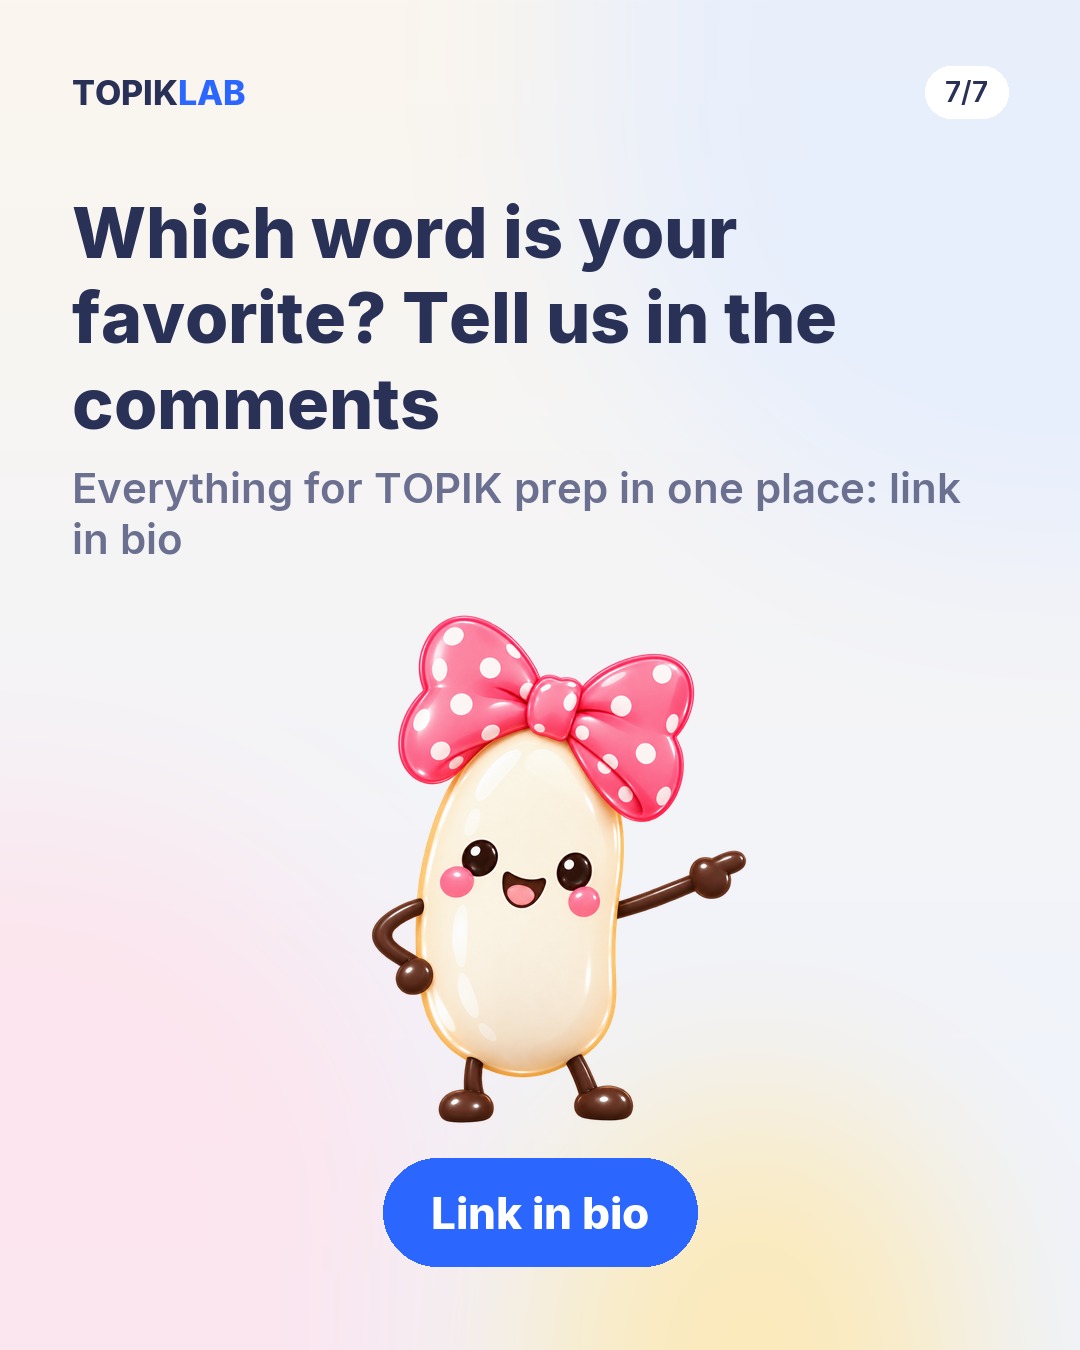 TOPIKLAB
7/7
Which word is your
favorite? Tell us in the
comments
Everything for TOPIK prep in one place: link
in bio
Link in bio